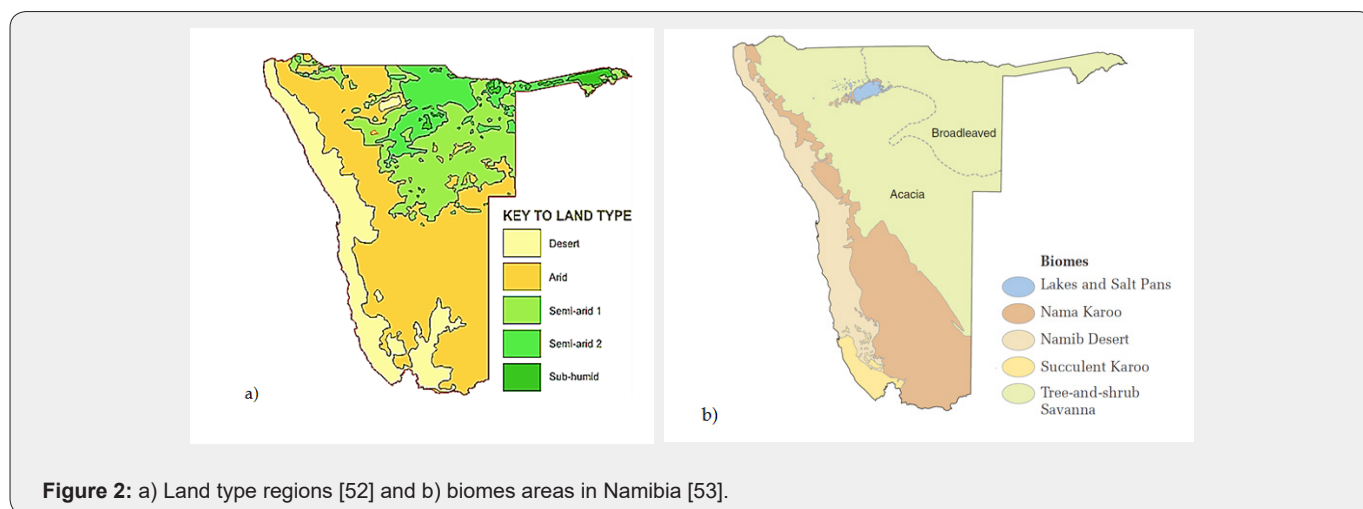 KEY TO LAND TYPE
Desert
Arid
Semi-arid 1
Semi-arid 2
Sub-humid
a)
Broadleaved
Acacia
Biomes
Lakes and Salt Pans
Nama Karoo
Namib Desert
Succulent Karoo
Tree-and-shrub
Savanna
b)
Figure 2: a) Land type regions [52] and b) biomes areas in Namibia [53].